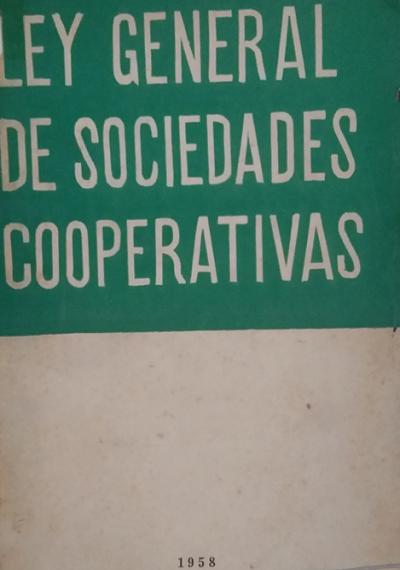 LEY GENERAL
DE SOCIEDADES
COOPERATIVAS
1958